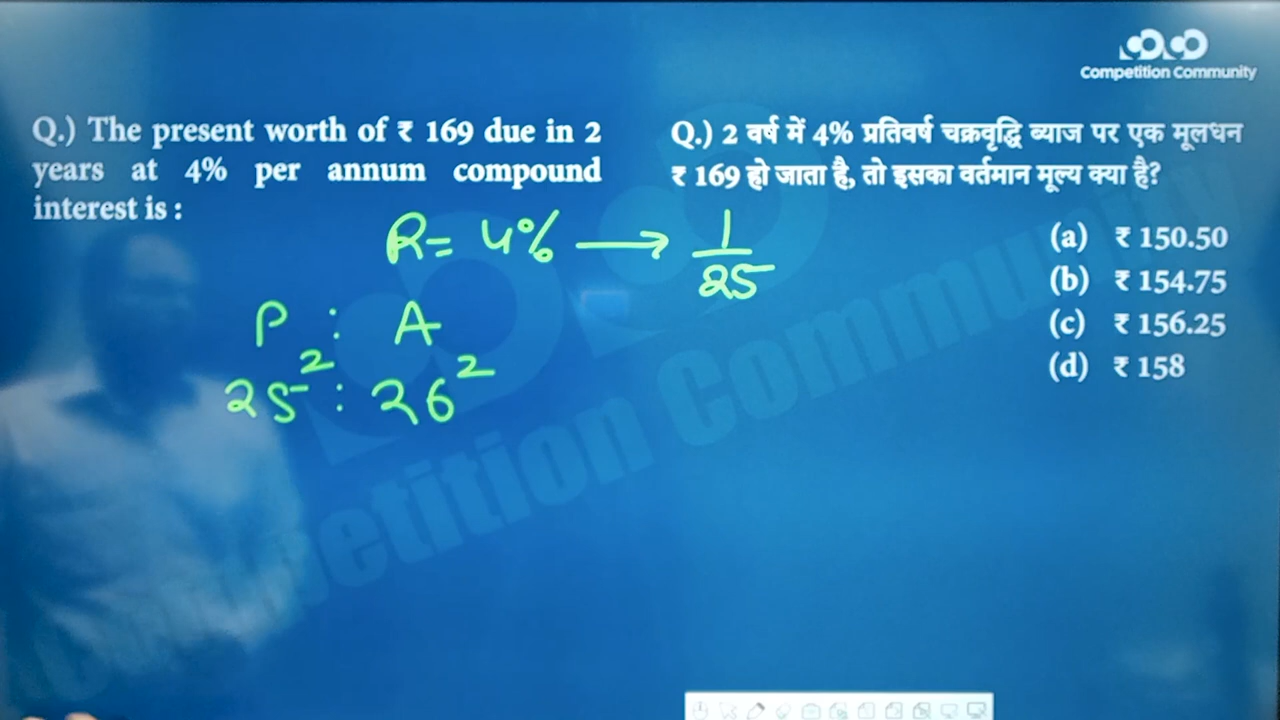 Competition Community
Q.) The present worth of ₹ 169 due in 2
years at 4% per annum compound
interest is :
Q.) 2 वर्ष में 4% प्रतिवर्ष चक्रवृद्धि ब्याज पर एक मूलधन
₹ 169 हो जाता है, तो इसका वर्तमान मूल्य क्या है?
(a) ₹ 150.50
(b) ₹ 154.75
(c) ₹ 156.25
(d) ₹ 158
R= 4% → 1/25
P : A
25² : 26²
Competition Community